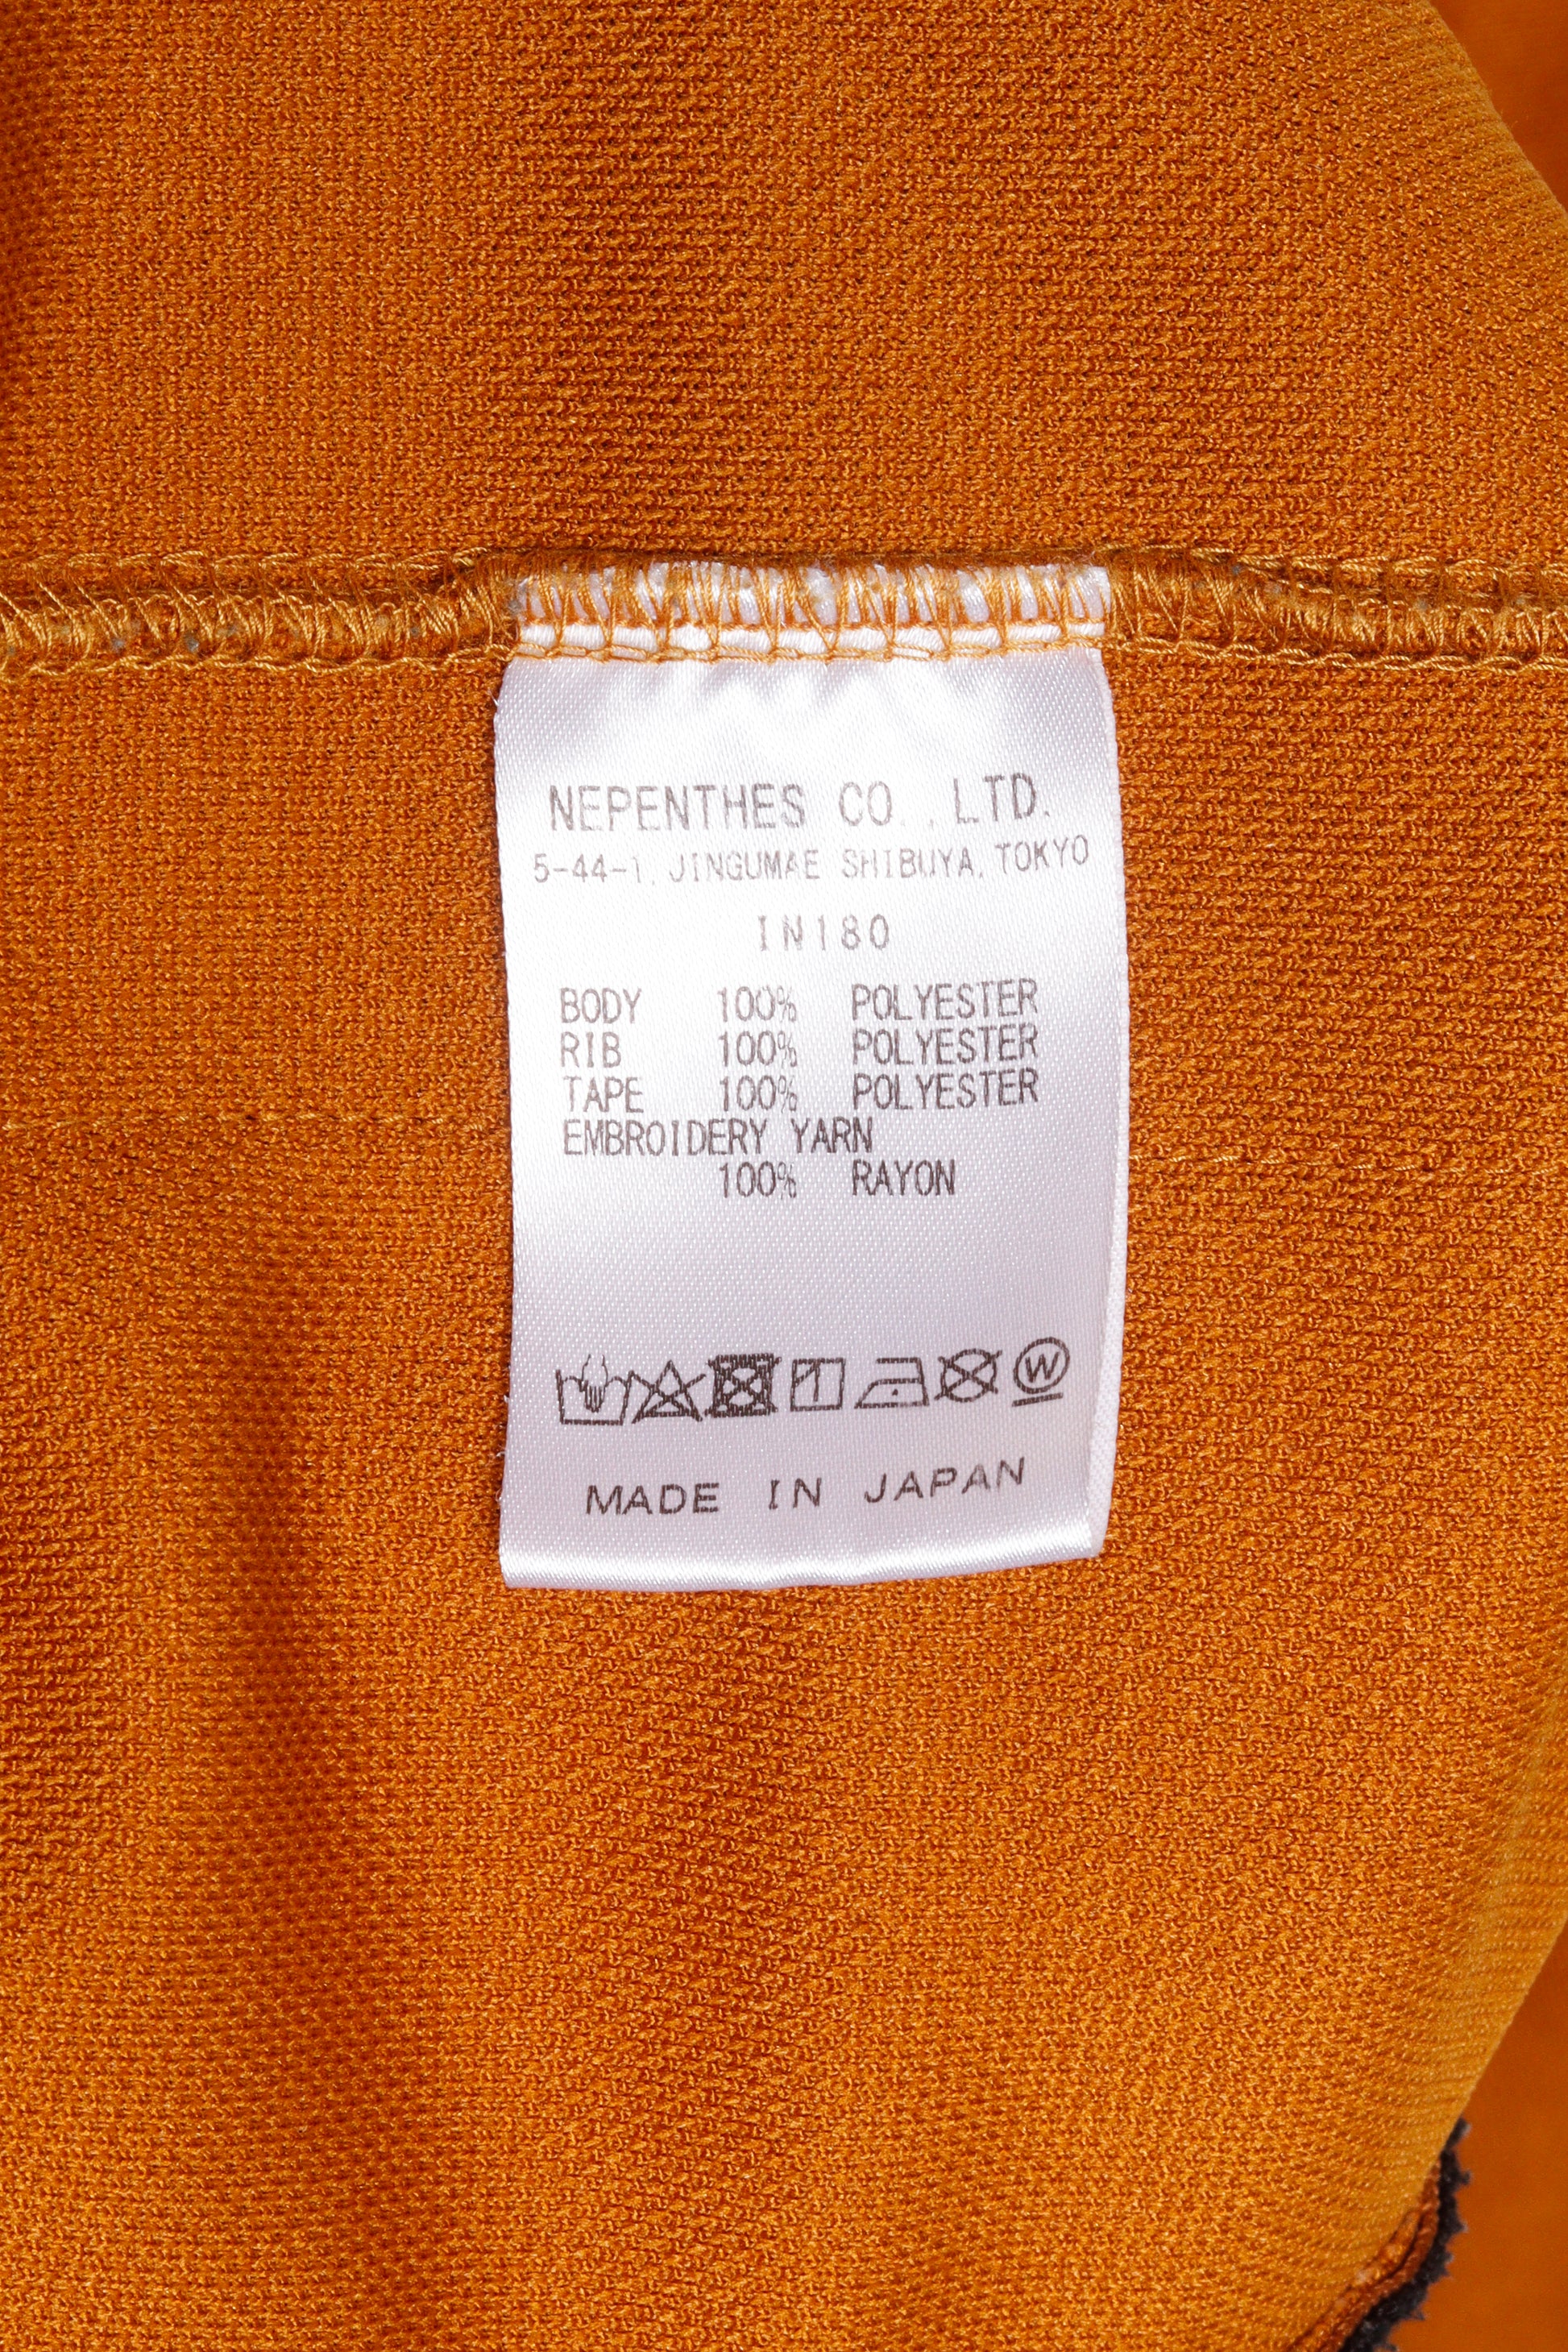 NEPENTHES CO., LTD.
5-44-1, JINGUMAE SHIBUYA, TOKYO
IN180
BODY 100% POLYESTER
RIB 100% POLYESTER
TAPE 100% POLYESTER
EMBROIDERY YARN
100% RAYON
W
MADE IN JAPAN